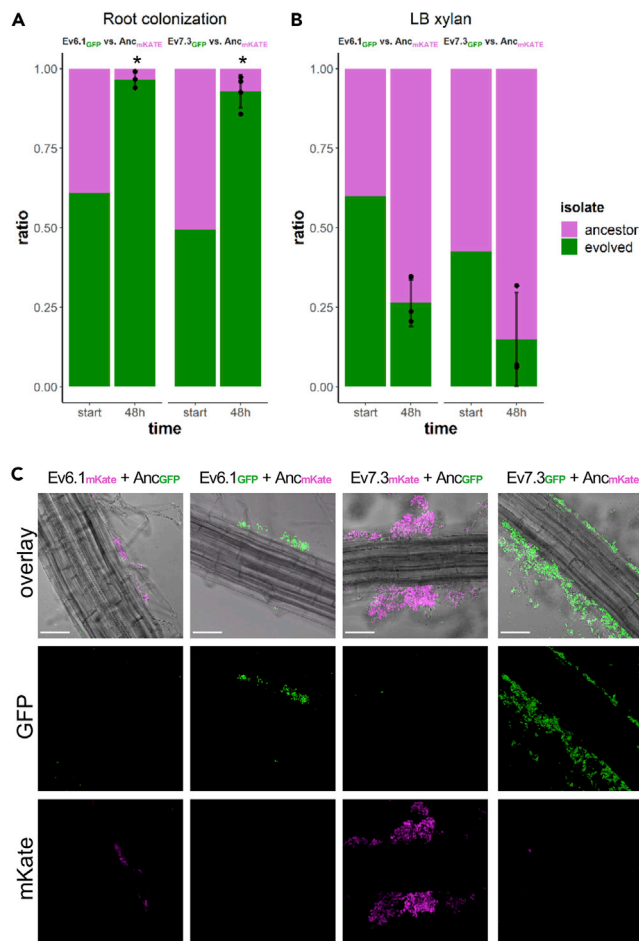 A
Root colonization
Ev6.1GFP vs. AncmKATE
Ev7.3GFP vs. AncmKATE
*
*
1.00
0.75
0.50
0.25
0.00
ratio
start
48h
start
48h
time
B
LB xylan
Ev6.1GFP vs. AncmKATE
Ev7.3GFP vs. AncmKATE
1.00
0.75
0.50
0.25
0.00
ratio
start
48h
start
48h
time
isolate
ancestor
evolved
C
Ev6.1mKate + AncGFP
Ev6.1GFP + AncmKate
Ev7.3mKate + AncGFP
Ev7.3GFP + AncmKate
overlay
GFP
mKate